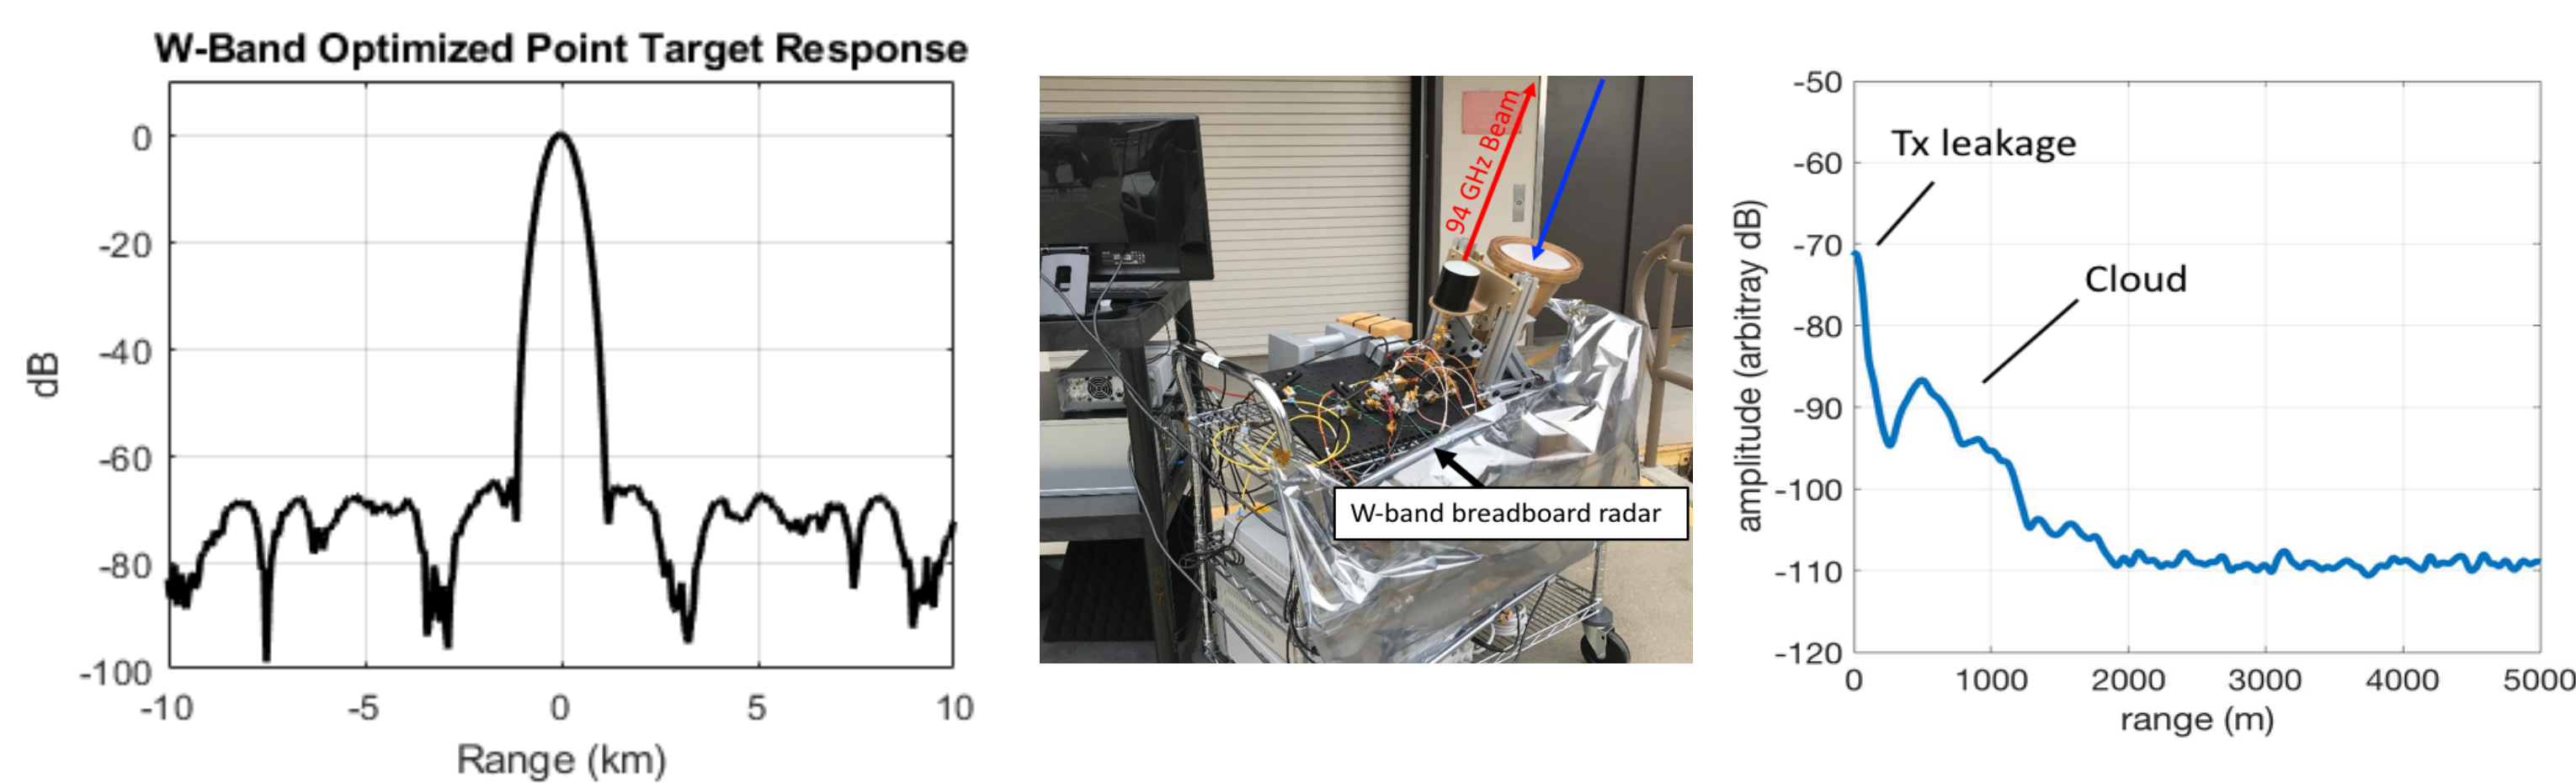 W-Band Optimized Point Target Response
0
-20
-40
-60
-80
-100
dB
-10 -5 0 5 10
Range (km)
94 GHz Beam
W-band breadboard radar
-50
-60
-70
-80
-90
-100
-110
-120
amplitude (arbitray dB)
Tx leakage
Cloud
0 1000 2000 3000 4000 5000
range (m)